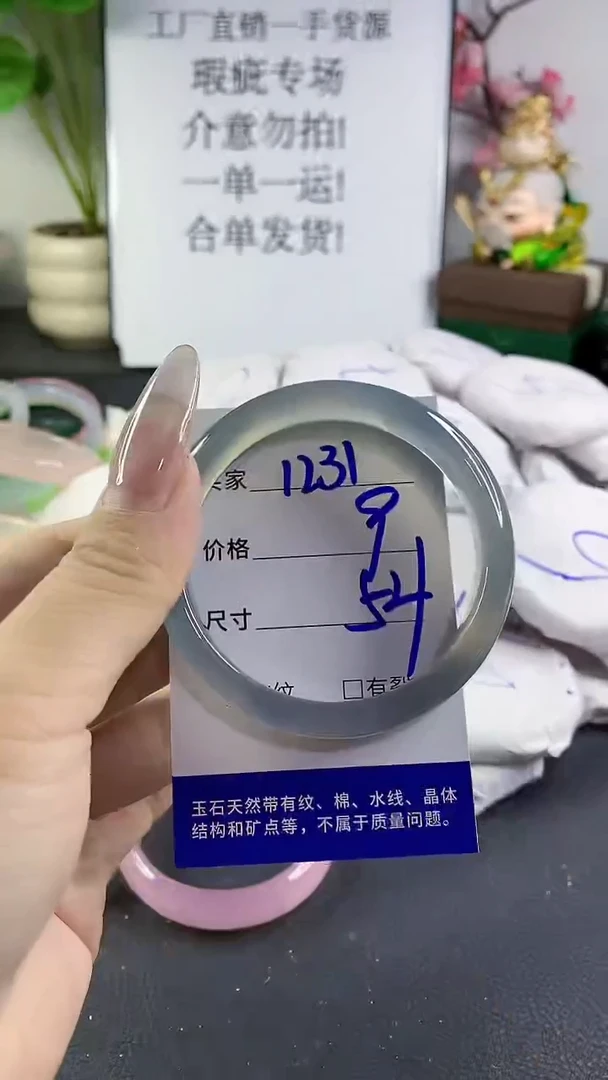 工厂直销一手货源
瑕疵专场
介意勿拍!
一单一运!
合单发货!
家 1231
价格 9
尺寸 54
纹 □有裂
玉石天然带有纹、棉、水线、晶体
结构和矿点等，不属于质量问题。